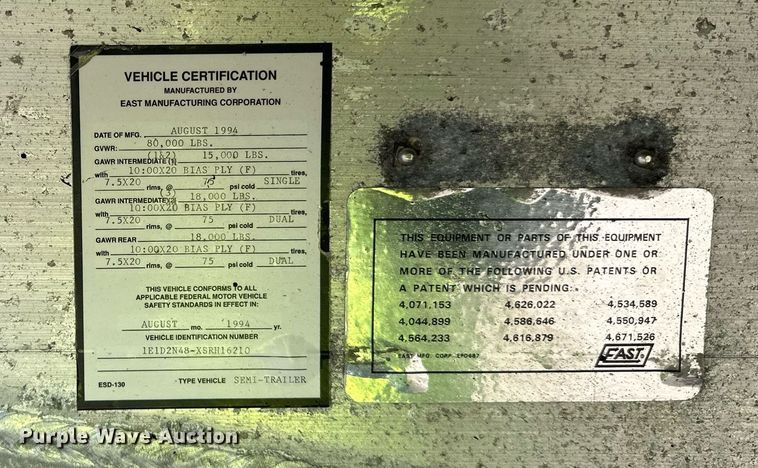 VEHICLE CERTIFICATION
MANUFACTURED BY
EAST MANUFACTURING CORPORATION
DATE OF MFG. AUGUST 1994
GVWR: 80,000 LBS.
GAWR INTERMEDIATE (1) (1&2) 15,000 LBS.
with 10:00X20 BIAS PLY (F) tires,
7.5X20 rims, @ 75 psi cold SINGLE
GAWR INTERMEDIATE (3) 18,000 LBS.
with 10:00X20 BIAS PLY (F) tires,
7.5X20 rims, @ 75 psi cold DUAL
GAWR REAR 18,000 LBS.
with 10:00X20 BIAS PLY (F) tires,
7.5X20 rims, @ 75 psi cold DUAL
THIS VEHICLE CONFORMS TO ALL
APPLICABLE FEDERAL MOTOR VEHICLE
SAFETY STANDARDS IN EFFECT IN:
AUGUST mo. 1994 yr.
VEHICLE IDENTIFICATION NUMBER
1E1D2N48-XSRH16210
ESD-130 TYPE VEHICLE SEMI-TRAILER
THIS EQUIPMENT OR PARTS OF THIS EQUIPMENT
HAVE BEEN MANUFACTURED UNDER ONE OR
MORE OF THE FOLLOWING U.S. PATENTS OR
A PATENT WHICH IS PENDING:
4,071,153 4,626,022 4,534,589
4,044,899 4,586,646 4,550,947
4,564,233 4,616,879 4,671,526
EAST MFG. CORP. EP0487
EAST
Purple Wave Auction